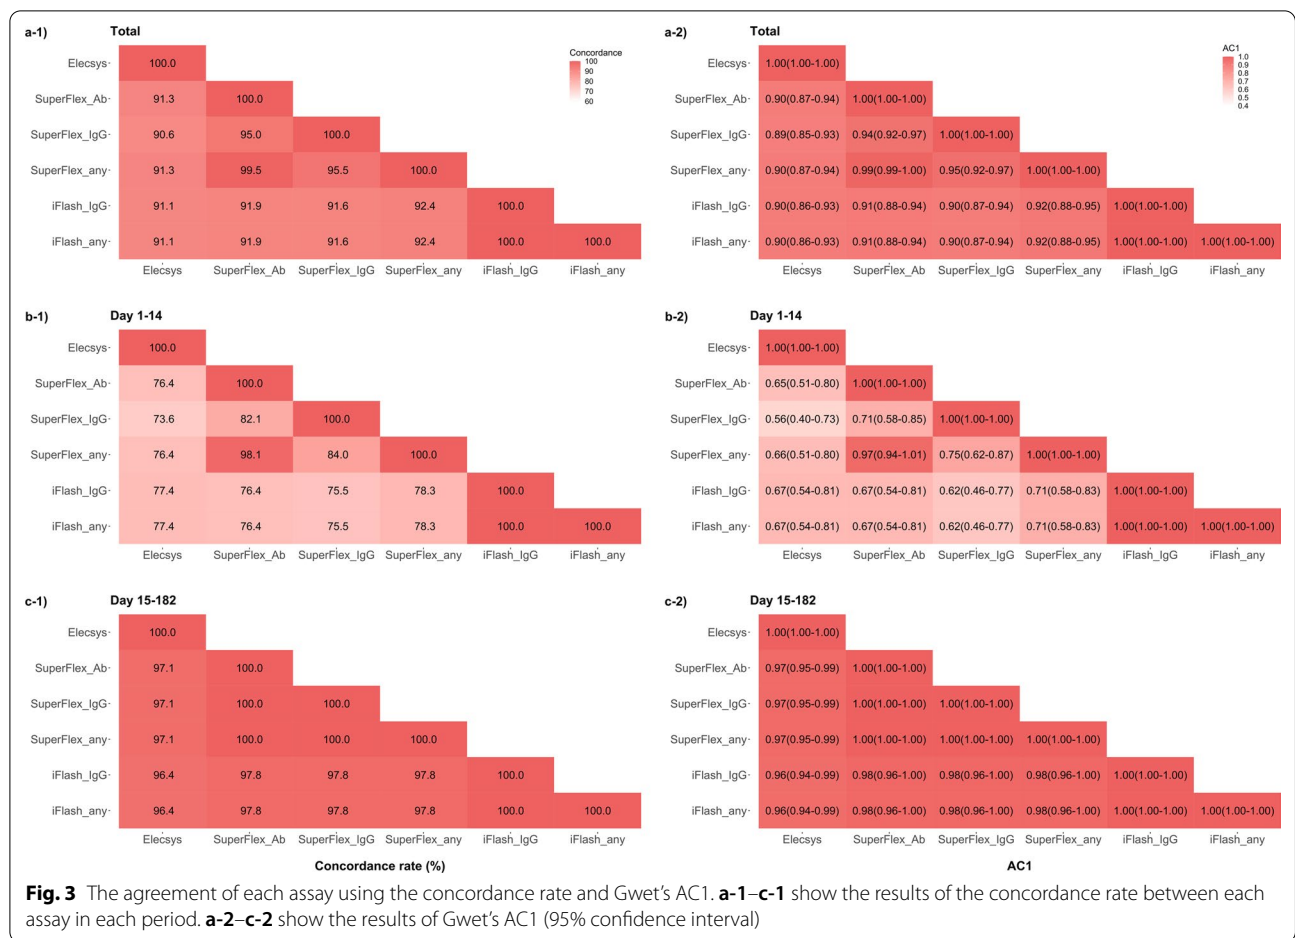 a-1) Total
Concordance
100
90
80
70
60
Elecsys 100.0
SuperFlex_Ab 91.3 100.0
SuperFlex_IgG 90.6 95.0 100.0
SuperFlex_any 91.3 99.5 95.5 100.0
iFlash_IgG 91.1 91.9 91.6 92.4 100.0
iFlash_any 91.1 91.9 91.6 92.4 100.0 100.0
Elecsys SuperFlex_Ab SuperFlex_IgG SuperFlex_any iFlash_IgG iFlash_any
a-2) Total
AC1
1.0
0.9
0.8
0.7
0.6
0.5
0.4
Elecsys 1.00(1.00-1.00)
SuperFlex_Ab 0.90(0.87-0.94) 1.00(1.00-1.00)
SuperFlex_IgG 0.89(0.85-0.93) 0.94(0.92-0.97) 1.00(1.00-1.00)
SuperFlex_any 0.90(0.87-0.94) 0.99(0.99-1.00) 0.95(0.92-0.97) 1.00(1.00-1.00)
iFlash_IgG 0.90(0.86-0.93) 0.91(0.88-0.94) 0.90(0.87-0.94) 0.92(0.88-0.95) 1.00(1.00-1.00)
iFlash_any 0.90(0.86-0.93) 0.91(0.88-0.94) 0.90(0.87-0.94) 0.92(0.88-0.95) 1.00(1.00-1.00) 1.00(1.00-1.00)
Elecsys SuperFlex_Ab SuperFlex_IgG SuperFlex_any iFlash_IgG iFlash_any
b-1) Day 1-14
Elecsys 100.0
SuperFlex_Ab 76.4 100.0
SuperFlex_IgG 73.6 82.1 100.0
SuperFlex_any 76.4 98.1 84.0 100.0
iFlash_IgG 77.4 76.4 75.5 78.3 100.0
iFlash_any 77.4 76.4 75.5 78.3 100.0 100.0
Elecsys SuperFlex_Ab SuperFlex_IgG SuperFlex_any iFlash_IgG iFlash_any
b-2) Day 1-14
Elecsys 1.00(1.00-1.00)
SuperFlex_Ab 0.65(0.51-0.80) 1.00(1.00-1.00)
SuperFlex_IgG 0.56(0.40-0.73) 0.71(0.58-0.85) 1.00(1.00-1.00)
SuperFlex_any 0.66(0.51-0.80) 0.97(0.94-1.01) 0.75(0.62-0.87) 1.00(1.00-1.00)
iFlash_IgG 0.67(0.54-0.81) 0.67(0.54-0.81) 0.62(0.46-0.77) 0.71(0.58-0.83) 1.00(1.00-1.00)
iFlash_any 0.67(0.54-0.81) 0.67(0.54-0.81) 0.62(0.46-0.77) 0.71(0.58-0.83) 1.00(1.00-1.00) 1.00(1.00-1.00)
Elecsys SuperFlex_Ab SuperFlex_IgG SuperFlex_any iFlash_IgG iFlash_any
c-1) Day 15-182
Elecsys 100.0
SuperFlex_Ab 97.1 100.0
SuperFlex_IgG 97.1 100.0 100.0
SuperFlex_any 97.1 100.0 100.0 100.0
iFlash_IgG 96.4 97.8 97.8 97.8 100.0
iFlash_any 96.4 97.8 97.8 97.8 100.0 100.0
Elecsys SuperFlex_Ab SuperFlex_IgG SuperFlex_any iFlash_IgG iFlash_any
Concordance rate (%)
c-2) Day 15-182
Elecsys 1.00(1.00-1.00)
SuperFlex_Ab 0.97(0.95-0.99) 1.00(1.00-1.00)
SuperFlex_IgG 0.97(0.95-0.99) 1.00(1.00-1.00) 1.00(1.00-1.00)
SuperFlex_any 0.97(0.95-0.99) 1.00(1.00-1.00) 1.00(1.00-1.00) 1.00(1.00-1.00)
iFlash_IgG 0.96(0.94-0.99) 0.98(0.96-1.00) 0.98(0.96-1.00) 0.98(0.96-1.00) 1.00(1.00-1.00)
iFlash_any 0.96(0.94-0.99) 0.98(0.96-1.00) 0.98(0.96-1.00) 0.98(0.96-1.00) 1.00(1.00-1.00) 1.00(1.00-1.00)
Elecsys SuperFlex_Ab SuperFlex_IgG SuperFlex_any iFlash_IgG iFlash_any
AC1
Fig. 3 The agreement of each assay using the concordance rate and Gwet's AC1. a-1–c-1 show the results of the concordance rate between each
assay in each period. a-2–c-2 show the results of Gwet's AC1 (95% confidence interval)